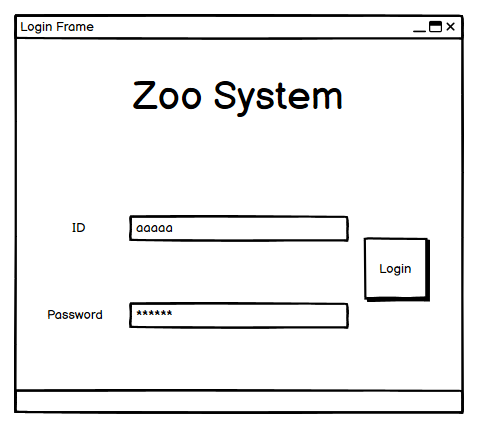 Login Frame
Zoo System
ID
aaaaa
Login
Password
******